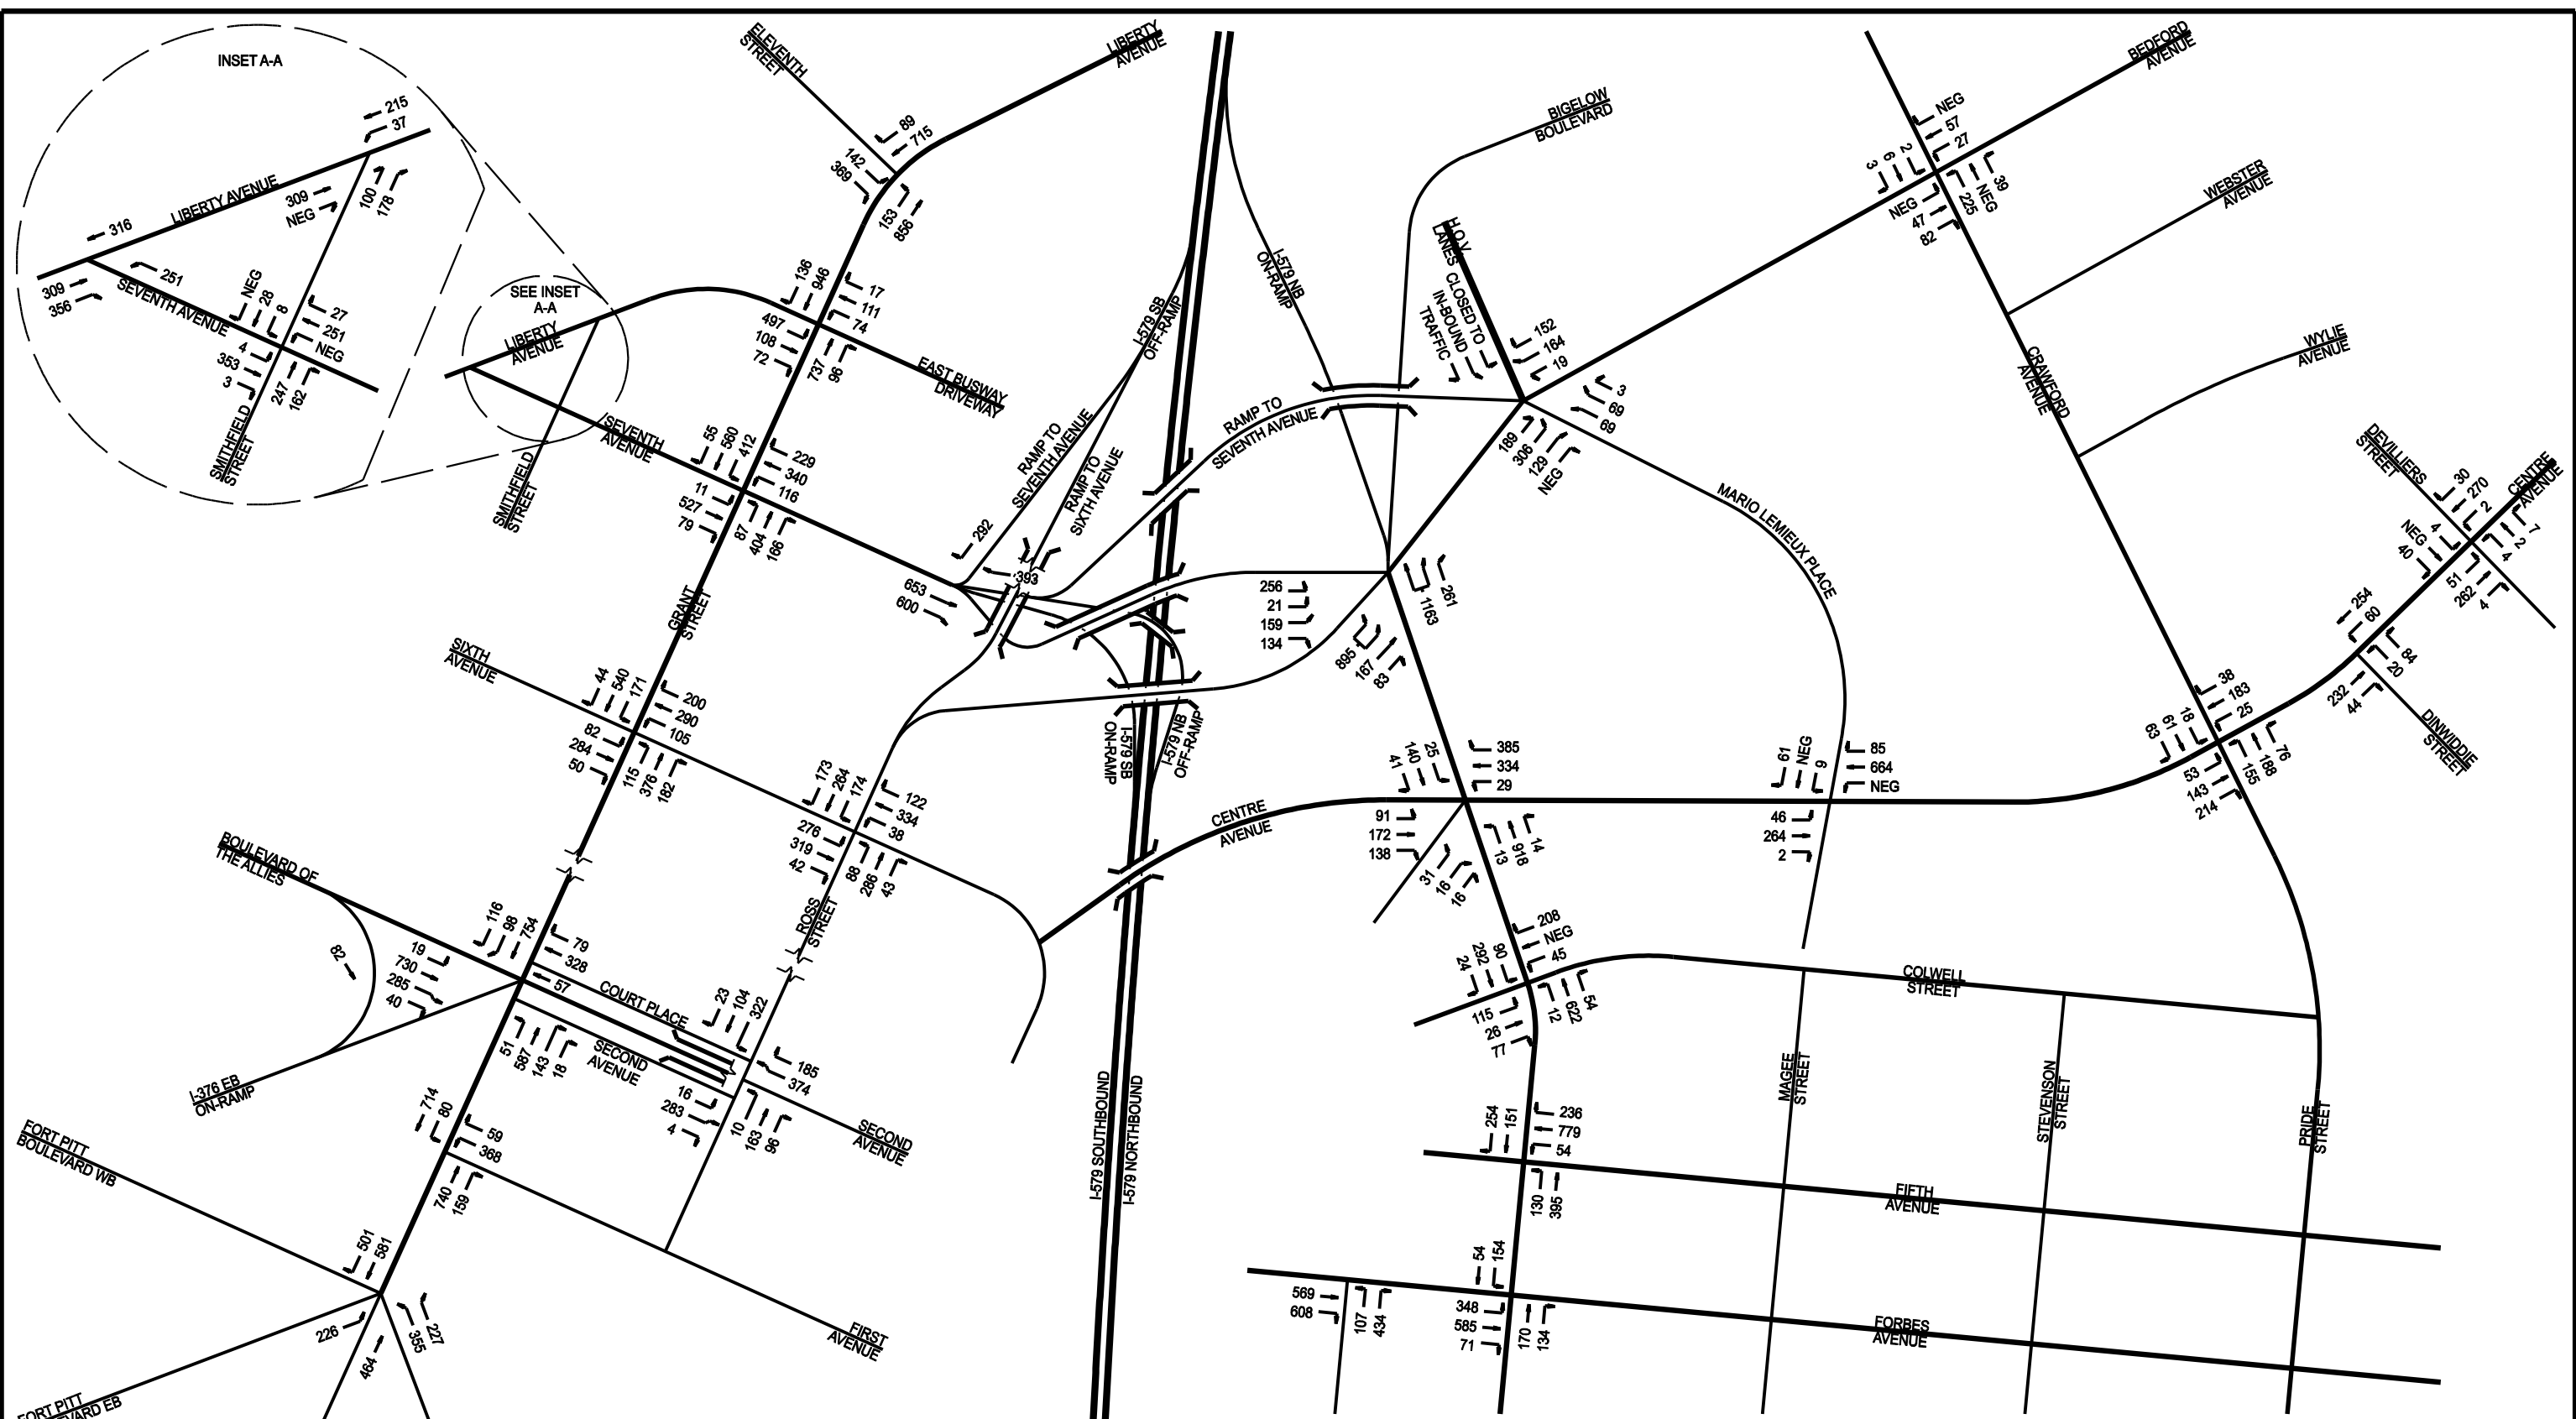 INSET A-A
215
37
LIBERTY AVENUE
309
NEG
100
178
316
309
356
251
SEVENTH AVENUE
NEG
28
8
27
251
NEG
4
353
3
247
162
SMITHFIELD
STREET
SEE INSET
A-A
LIBERTY
AVENUE
SMITHFIELD
STREET
ELEVENTH
STREET
LIBERTY
AVENUE
89
715
142
369
153
856
136
946
17
111
74
497
108
72
737
96
EAST BUSWAY
DRIVEWAY
SEVENTH
AVENUE
55
560
412
229
340
116
11
527
79
87
404
166
GRANT
STREET
I-579 SB
OFF-RAMP
I-579 NB
ON-RAMP
RAMP TO
SEVENTH AVENUE
RAMP TO
SIXTH AVENUE
RAMP TO
SEVENTH AVENUE
292
393
653
600
BIGELOW
BOULEVARD
H.O.V.
LANES CLOSED TO
IN-BOUND
TRAFFIC
152
164
19
3
69
69
189
306
129
NEG
BEDFORD
AVENUE
NEG
57
27
3
6
2
NEG
47
82
225
NEG
39
WEBSTER
AVENUE
WYLIE
AVENUE
CRAWFORD
AVENUE
MARIO LEMIEUX PLACE
DEVILLIERS
STREET
CENTRE
AVENUE
30
270
2
NEG
4
40
7
2
4
51
262
4
254
60
84
20
232
44
DINWIDDIE
STREET
256
21
159
134
1163
261
895
167
83
SIXTH
AVENUE
44
540
171
200
290
105
82
284
50
115
376
182
173
264
174
122
334
38
276
319
42
88
286
43
ROSS
STREET
I-579 SB
ON-RAMP
I-579 NB
OFF-RAMP
CENTRE
AVENUE
41
140
25
385
334
29
91
172
138
31
16
16
13
918
14
61
NEG
9
85
664
NEG
46
264
2
63
61
18
38
183
25
53
143
214
155
188
76
BOULEVARD OF
THE ALLIES
82
116
98
754
79
328
57
19
730
285
40
51
587
143
18
COURT PLACE
SECOND
AVENUE
23
104
322
185
374
16
283
4
10
163
96
SECOND
AVENUE
I-376 EB
ON-RAMP
FORT PITT
BOULEVARD WB
714
80
59
368
740
159
501
581
226
464
355
227
FIRST
AVENUE
I-579 SOUTHBOUND
I-579 NORTHBOUND
24
292
90
208
NEG
45
115
26
77
12
622
54
COLWELL
STREET
MAGEE
STREET
STEVENSON
STREET
PRIDE
STREET
254
151
236
779
54
130
395
FIFTH
AVENUE
54
154
569
608
107
434
348
585
71
170
134
FORBES
AVENUE
FORT PITT
EVARD EB